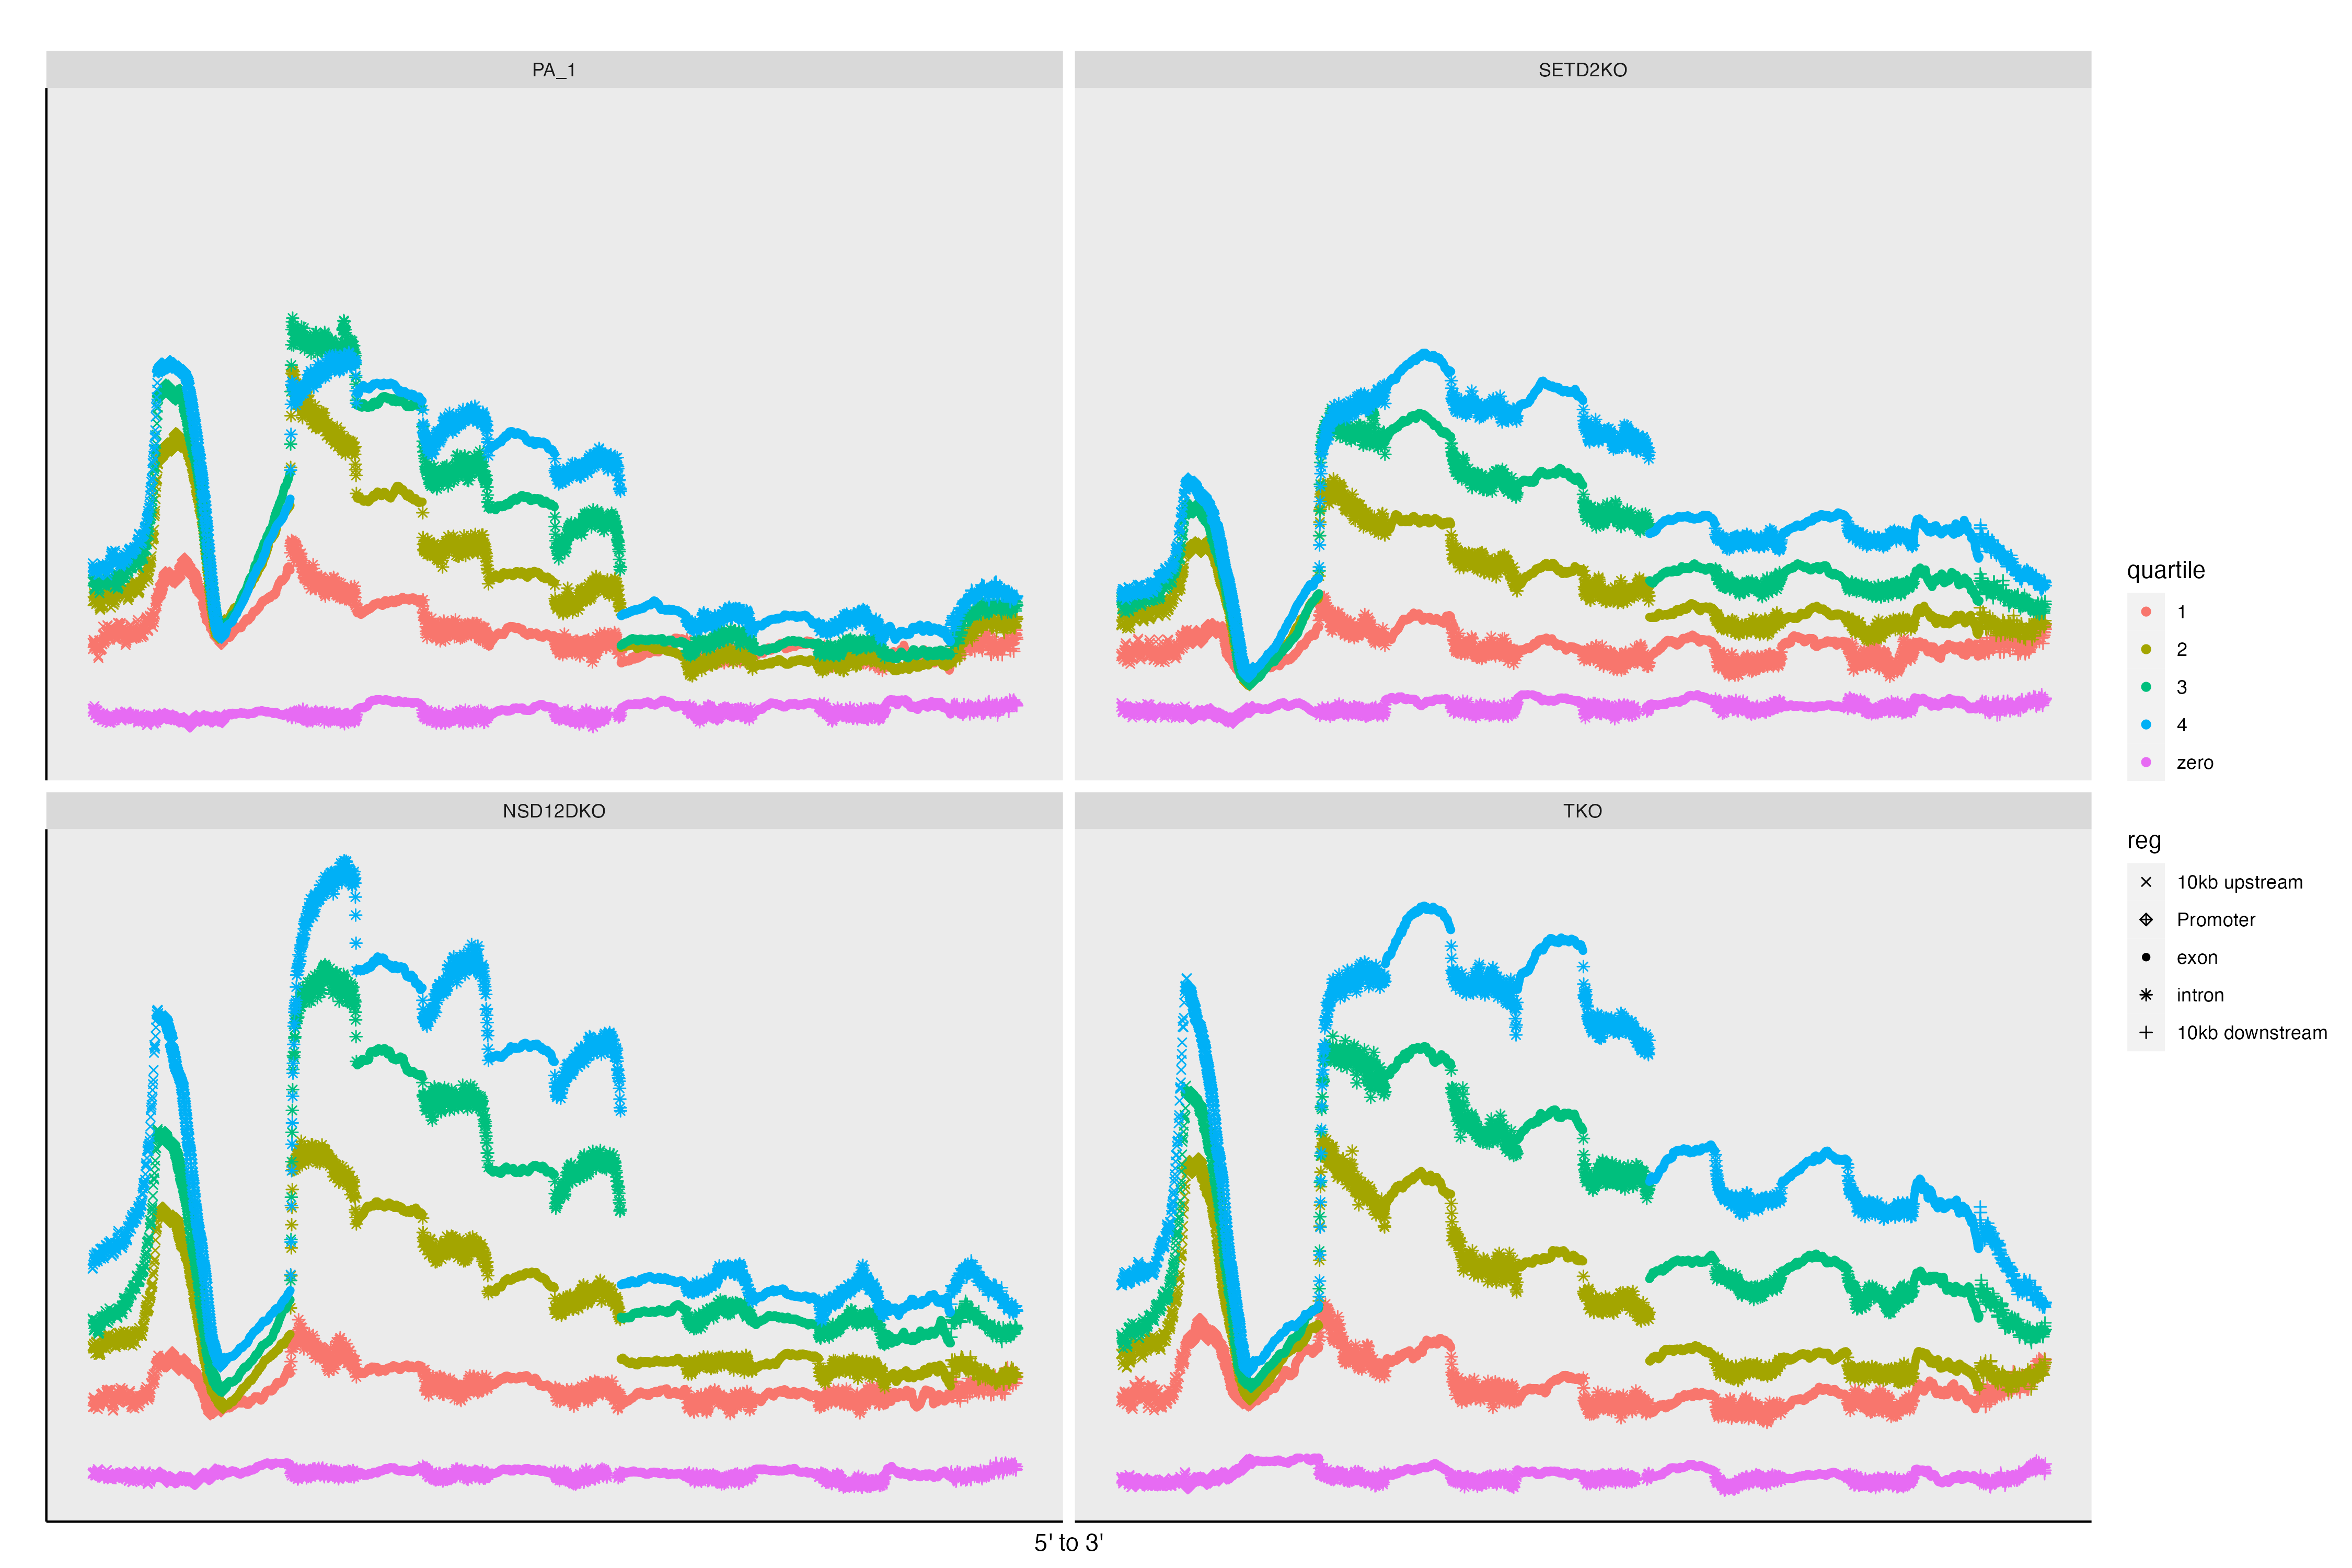 PA_1
SETD2KO
NSD12DKO
TKO
5' to 3'
quartile
1
2
3
4
zero
reg
10kb upstream
Promoter
exon
intron
10kb downstream